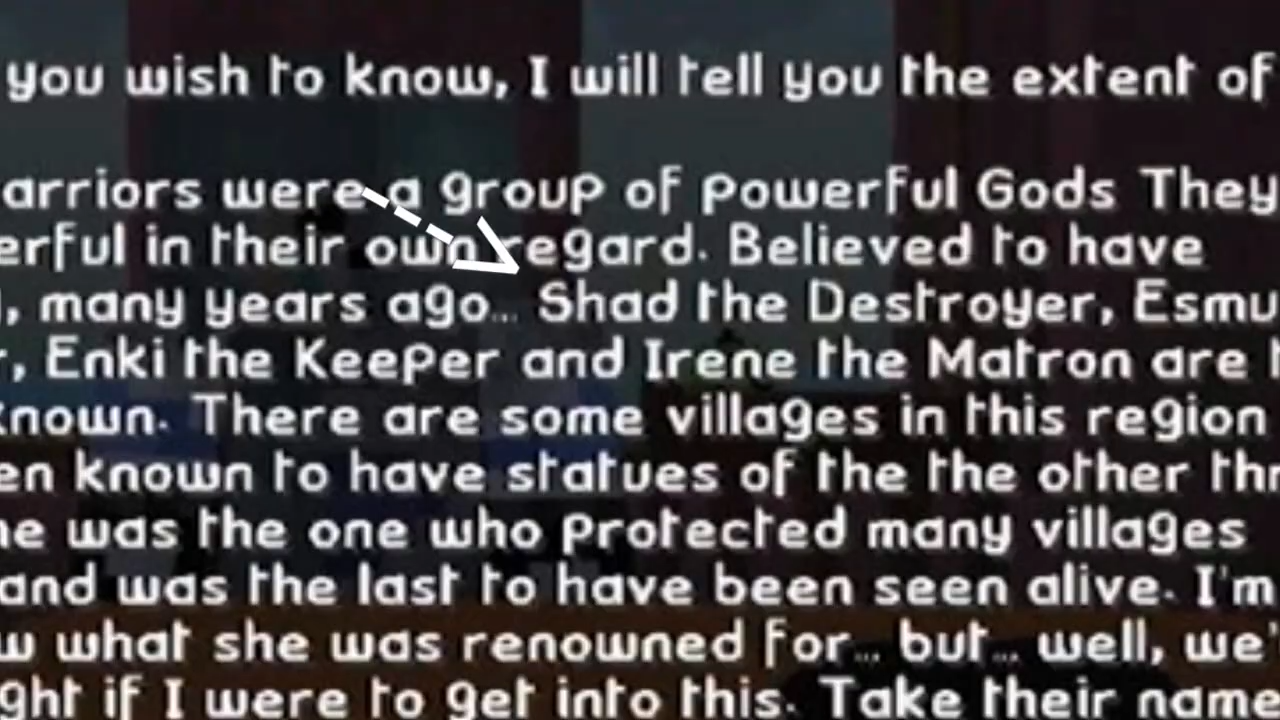 you wish to know, I will tell you the extent of
arriors were a group of powerful Gods They
erful in their own regard. Believed to have
, many years ago... Shad the Destroyer, Esmu
r, Enki the Keeper and Irene the Matron are
known. There are some villages in this region
en known to have statues of the the other thr
he was the one who protected many villages
and was the last to have been seen alive. I'm
w what she was renowned for... but... well, we'
ght if I were to get into this. Take their name